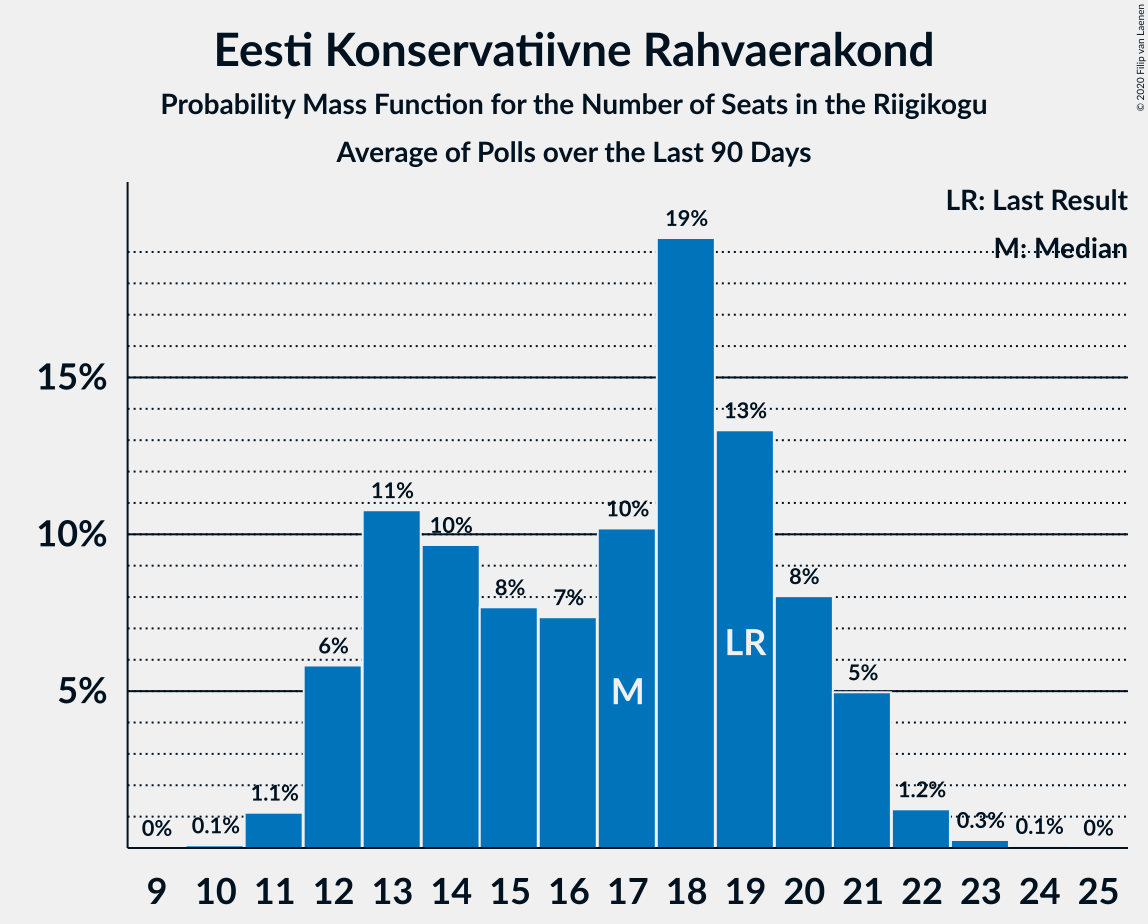 Eesti Konservatiivne Rahvaerakond
Probability Mass Function for the Number of Seats in the Riigikogu
Average of Polls over the Last 90 Days
© 2020 Filip van Laenen
LR: Last Result
M: Median
15%
10%
5%
0%
0.1%
1.1%
6%
11%
10%
8%
7%
10%
19%
13%
8%
5%
1.2%
0.3%
0.1%
0%
M
LR
9 10 11 12 13 14 15 16 17 18 19 20 21 22 23 24 25